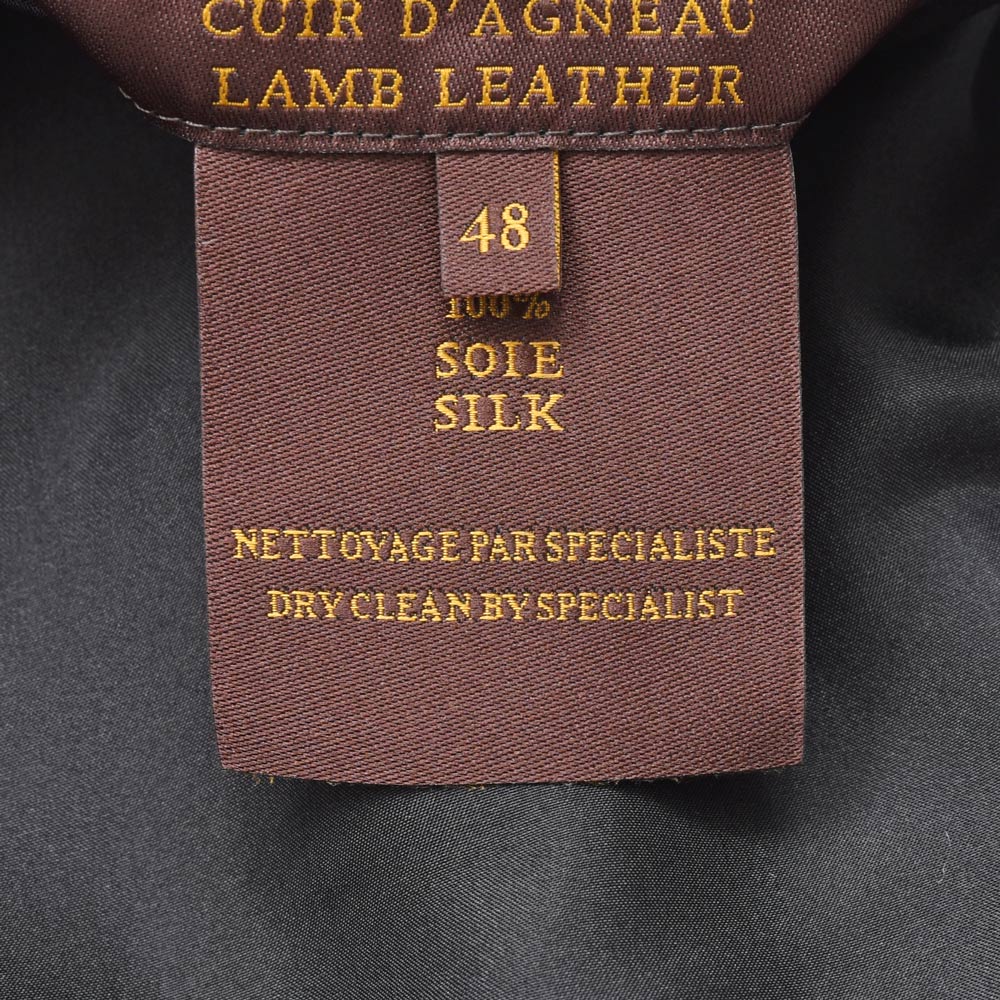 CUIR D'AGNEAU
LAMB LEATHER
48
100%
SOIE
SILK
NETTOYAGE PAR SPECIALISTE
DRY CLEAN BY SPECIALIST